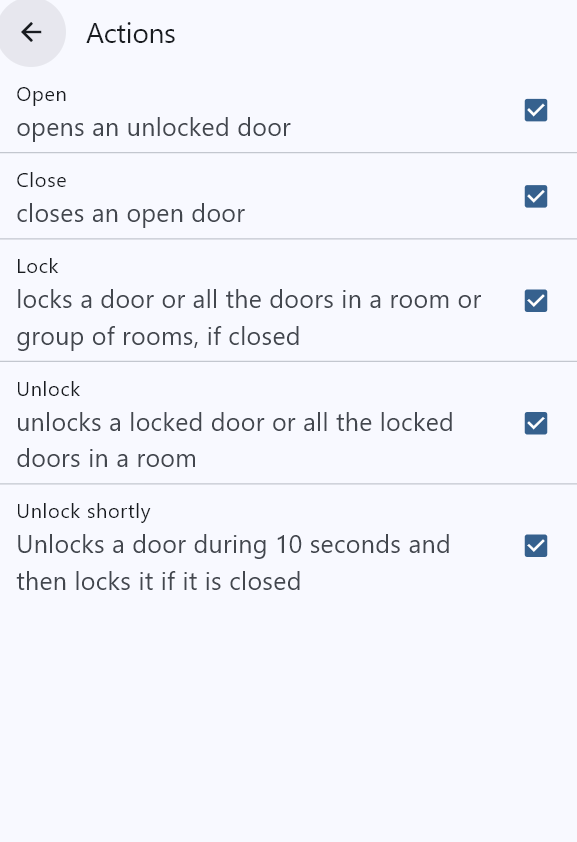 Actions
Open
opens an unlocked door
Close
closes an open door
Lock
locks a door or all the doors in a room or
group of rooms, if closed
Unlock
unlocks a locked door or all the locked
doors in a room
Unlock shortly
Unlocks a door during 10 seconds and
then locks it if it is closed